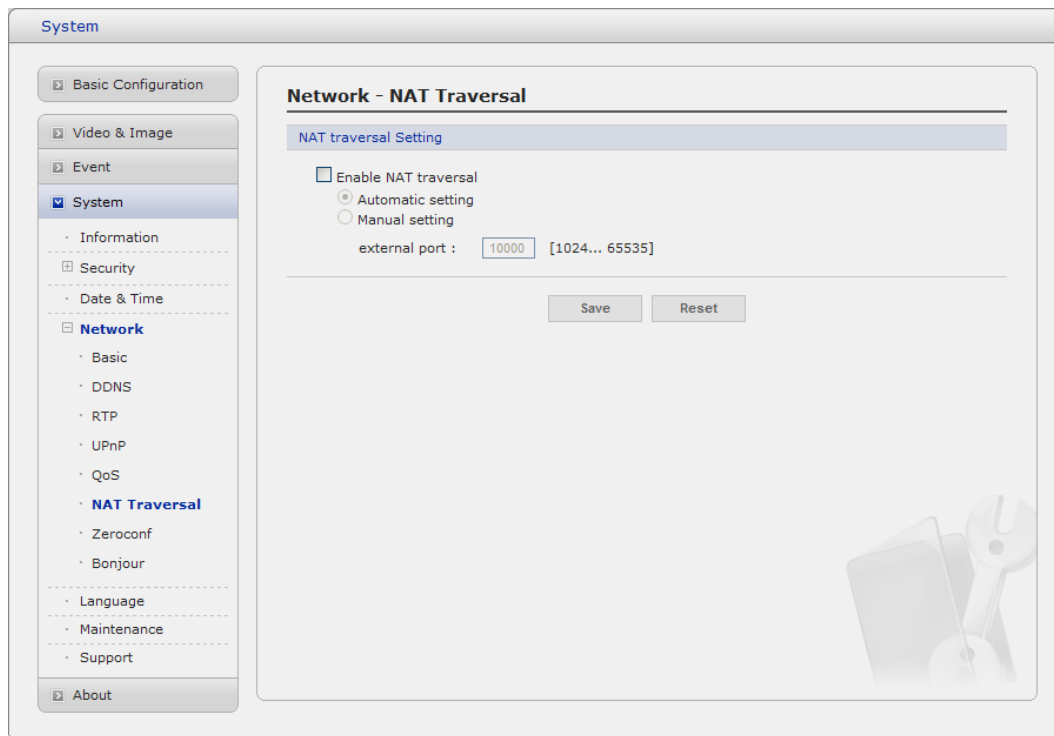 System
Basic Configuration
Video & Image
Event
System
Information
Security
Date & Time
Network
Basic
DDNS
RTP
UPnP
QoS
NAT Traversal
Zeroconf
Bonjour
Language
Maintenance
Support
About
Network - NAT Traversal
NAT traversal Setting
Enable NAT traversal
Automatic setting
Manual setting
external port : 10000 [1024... 65535]
Save Reset